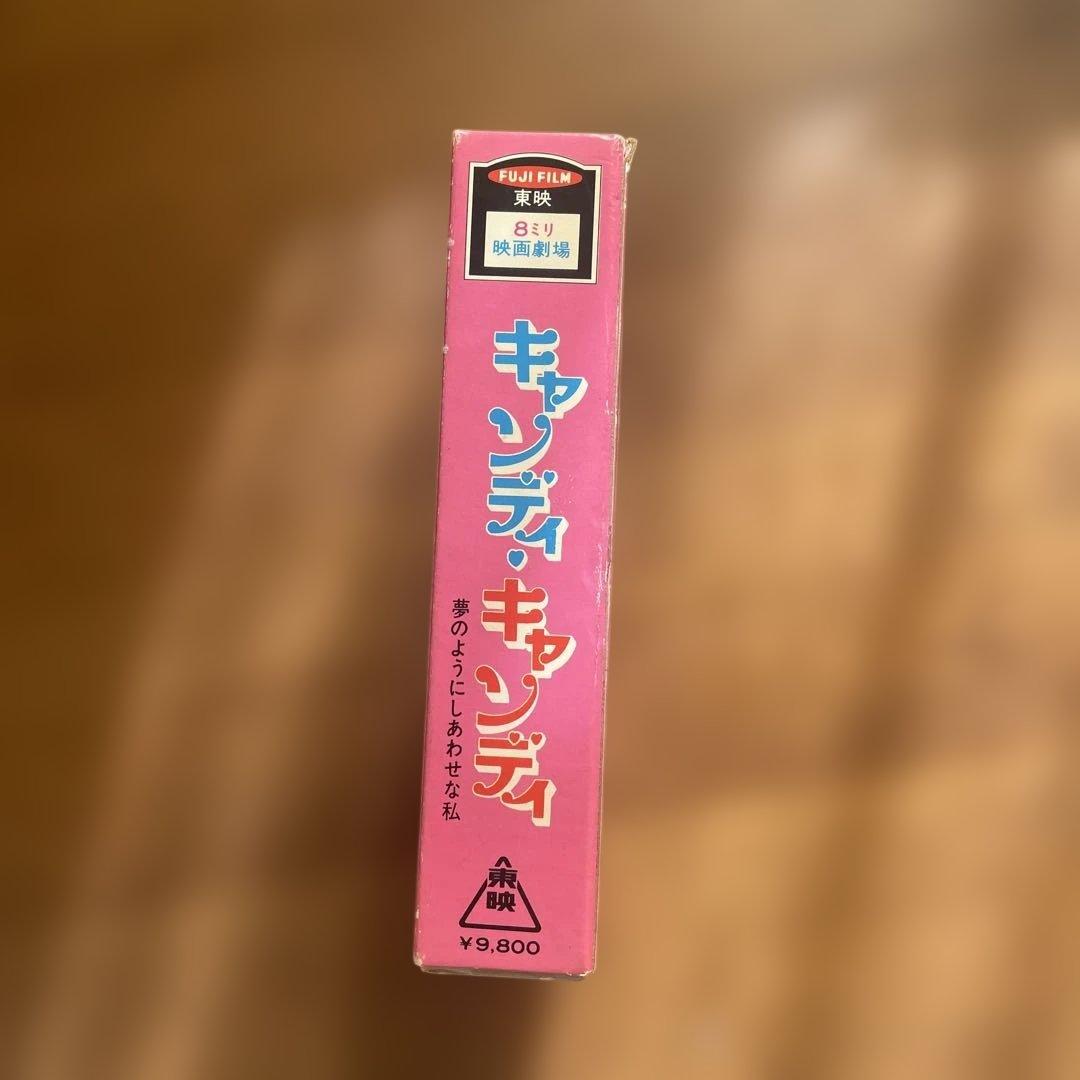 FUJI FILM
東映
8ミリ
映画劇場
キャンディ・キャンディ
夢のようにしあわせな私
東映
¥9,800